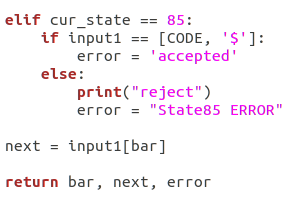 elif cur_state == 85:
    if input1 == [CODE, '$']:
        error = 'accepted'
    else:
        print("reject")
        error = "State85 ERROR"

next = input1[bar]

return bar, next, error